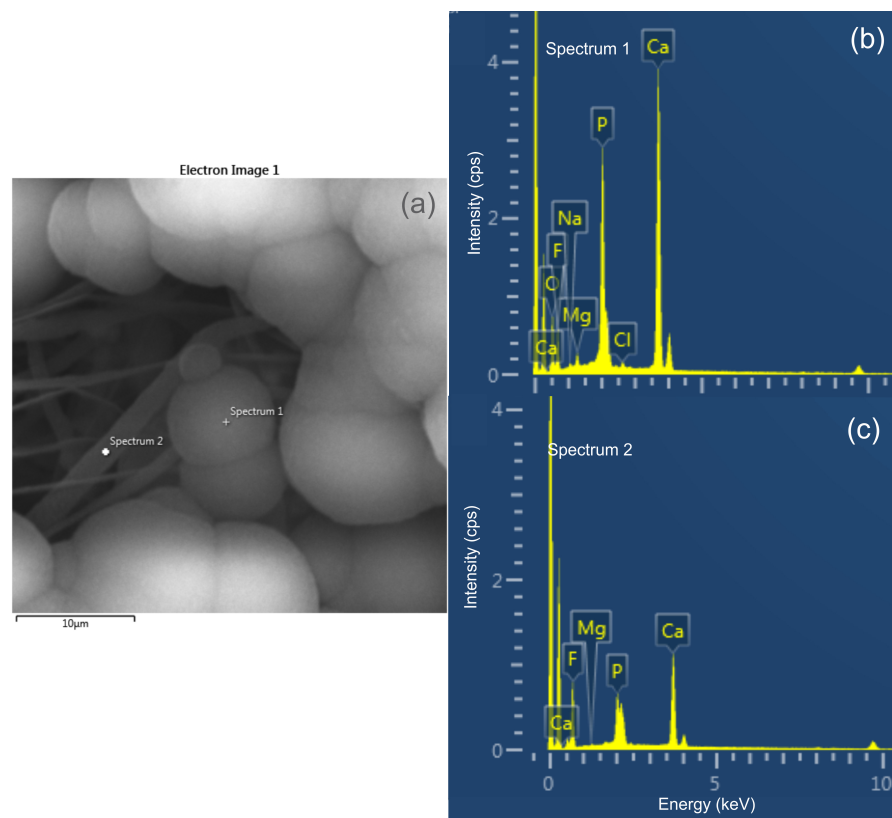 Electron Image 1
(a)
Spectrum 1
Spectrum 2
10µm
(b)
Spectrum 1
Ca
P
Na
F
O
Mg
Ca
Cl
4
2
0
Intensity (cps)
(c)
Spectrum 2
Mg
Ca
F
P
Ca
4
2
0
Intensity (cps)
0 5 10
Energy (keV)